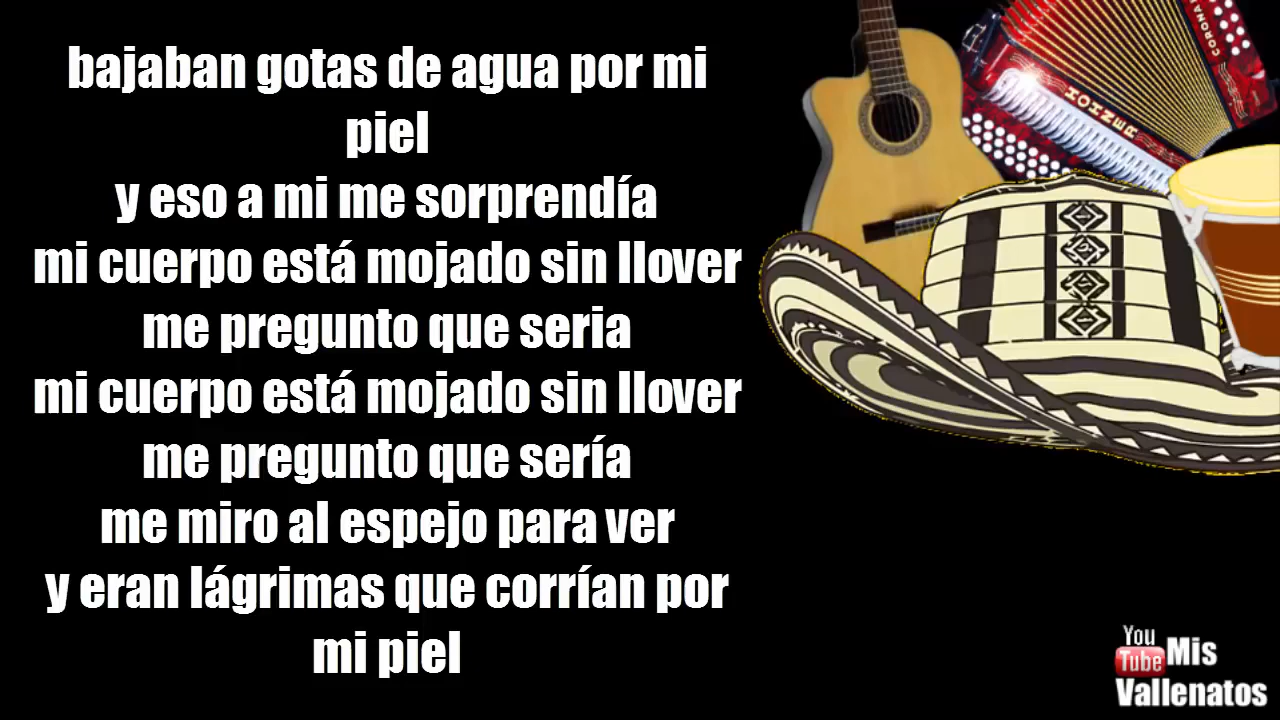 bajaban gotas de agua por mi
piel
y eso a mi me sorprendía
mi cuerpo está mojado sin llover
me pregunto que seria
mi cuerpo está mojado sin llover
me pregunto que sería
me miro al espejo para ver
y eran lágrimas que corrían por
mi piel
HOHNER
CORONA
You
Tube Mis
Vallenatos